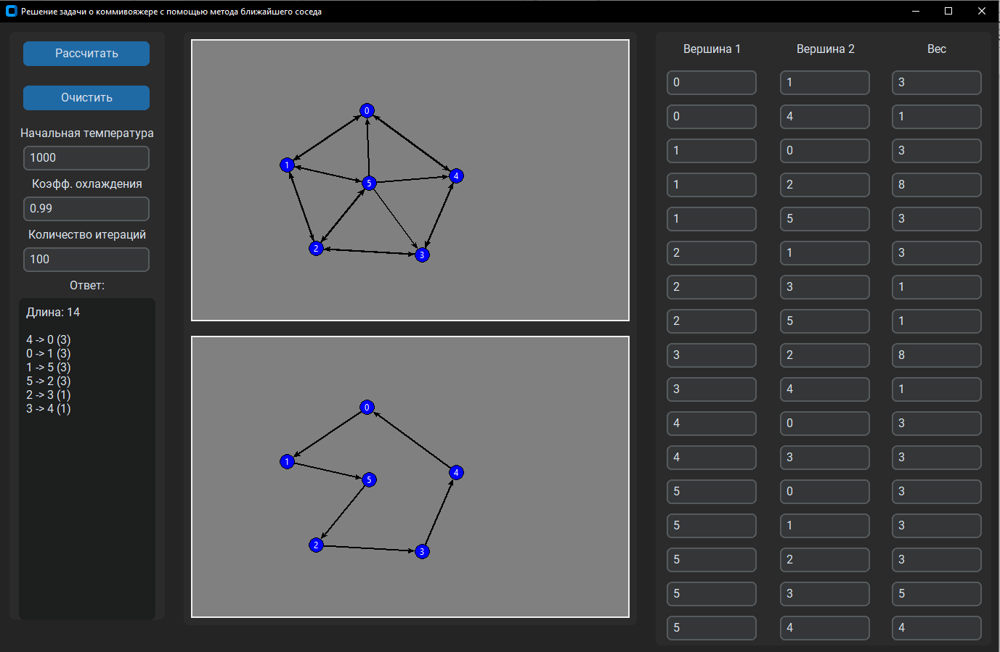 Решение задачи о коммивояжере с помощью метода ближайшего соседа
Рассчитать
Очистить
Начальная температура
1000
Коэфф. охлаждения
0.99
Количество итераций
100
Ответ:
Длина: 14
4 -> 0 (3)
0 -> 1 (3)
1 -> 5 (3)
5 -> 2 (3)
2 -> 3 (1)
3 -> 4 (1)
0
1
5
4
2
3
0
1
5
4
2
3
Вершина 1 Вершина 2 Вес
0 1 3
0 4 1
1 0 3
1 2 8
1 5 3
2 1 3
2 3 1
2 5 1
3 2 8
3 4 1
4 0 3
4 3 3
5 0 3
5 1 3
5 2 3
5 3 5
5 4 4